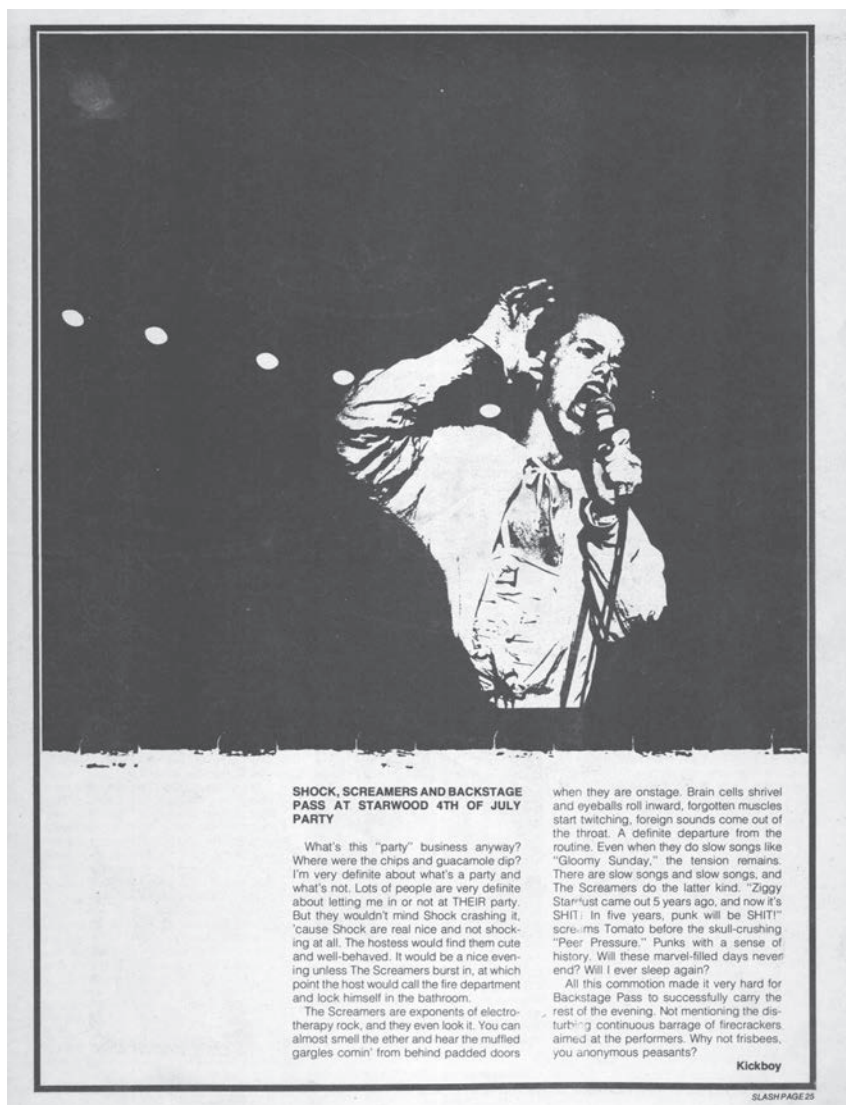 SHOCK, SCREAMERS AND BACKSTAGE
PASS AT STARWOOD 4TH OF JULY
PARTY
What's this "party" business anyway?
Where were the chips and guacamole dip?
I'm very definite about what's a party and
what's not. Lots of people are very definite
about letting me in or not at THEIR party.
But they wouldn't mind Shock crashing it,
'cause Shock are real nice and not shock-
ing at all. The hostess would find them cute
and well-behaved. It would be a nice even-
ing unless The Screamers burst in, at which
point the host would call the fire department
and lock himself in the bathroom.
The Screamers are exponents of electro-
therapy rock, and they even look it. You can
almost smell the ether and hear the muffled
gargles comin' from behind padded doors
when they are onstage. Brain cells shrivel
and eyeballs roll inward, forgotten muscles
start twitching, foreign sounds come out of
the throat. A definite departure from the
routine. Even when they do slow songs like
"Gloomy Sunday," the tension remains.
There are slow songs and slow songs, and
The Screamers do the latter kind. "Ziggy
Stardust came out 5 years ago, and now it's
SHIT! In five years, punk will be SHIT!"
screams Tomato before the skull-crushing
"Peer Pressure." Punks with a sense of
history. Will these marvel-filled days never
end? Will I ever sleep again?
All this commotion made it very hard for
Backstage Pass to successfully carry the
rest of the evening. Not mentioning the dis-
turbing continuous barrage of firecrackers
aimed at the performers. Why not frisbees,
you anonymous peasants?
Kickboy
SLASH PAGE 25